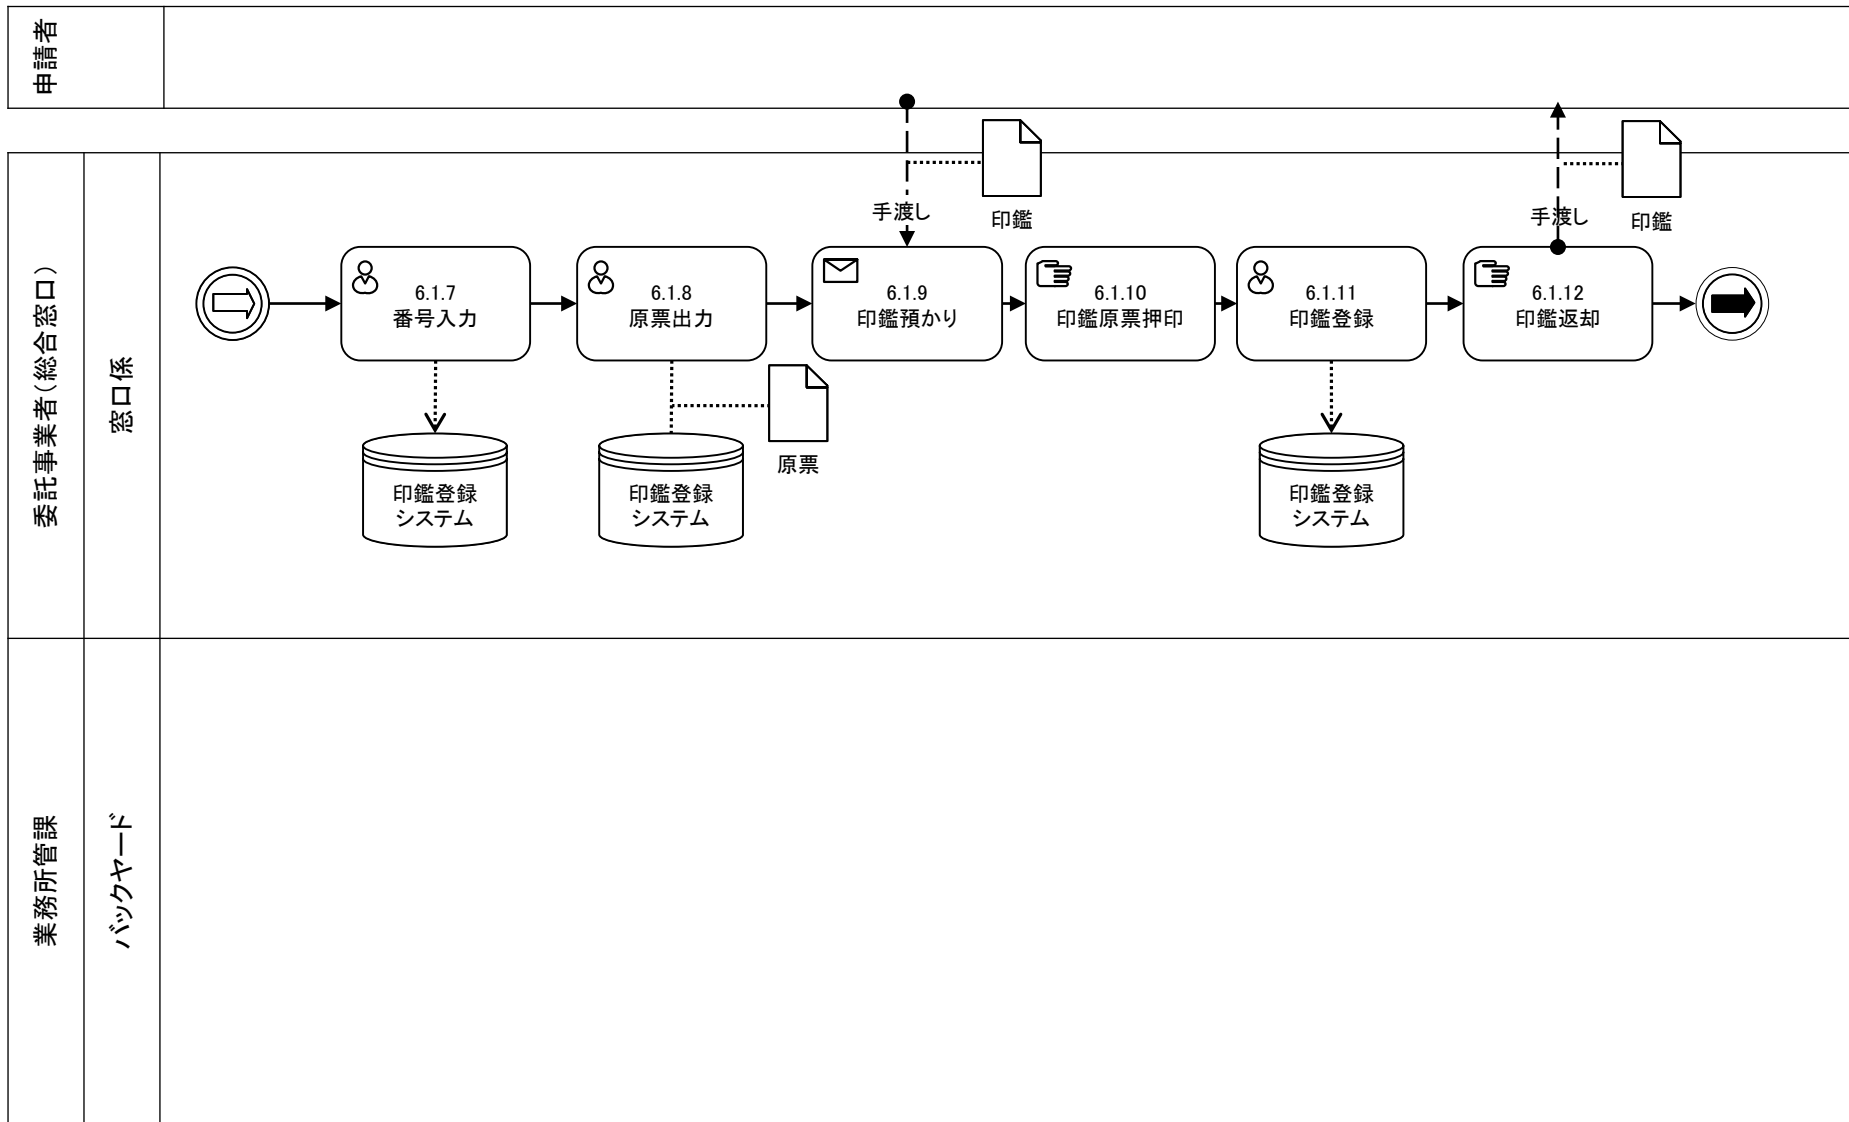 申請者
手渡し
印鑑
手渡し
印鑑
委託事業者（総合窓口）
窓口係
6.1.7
番号入力
6.1.8
原票出力
6.1.9
印鑑預かり
6.1.10
印鑑原票押印
6.1.11
印鑑登録
6.1.12
印鑑返却
原票
印鑑登録
システム
印鑑登録
システム
印鑑登録
システム
業務所管課
バックヤード